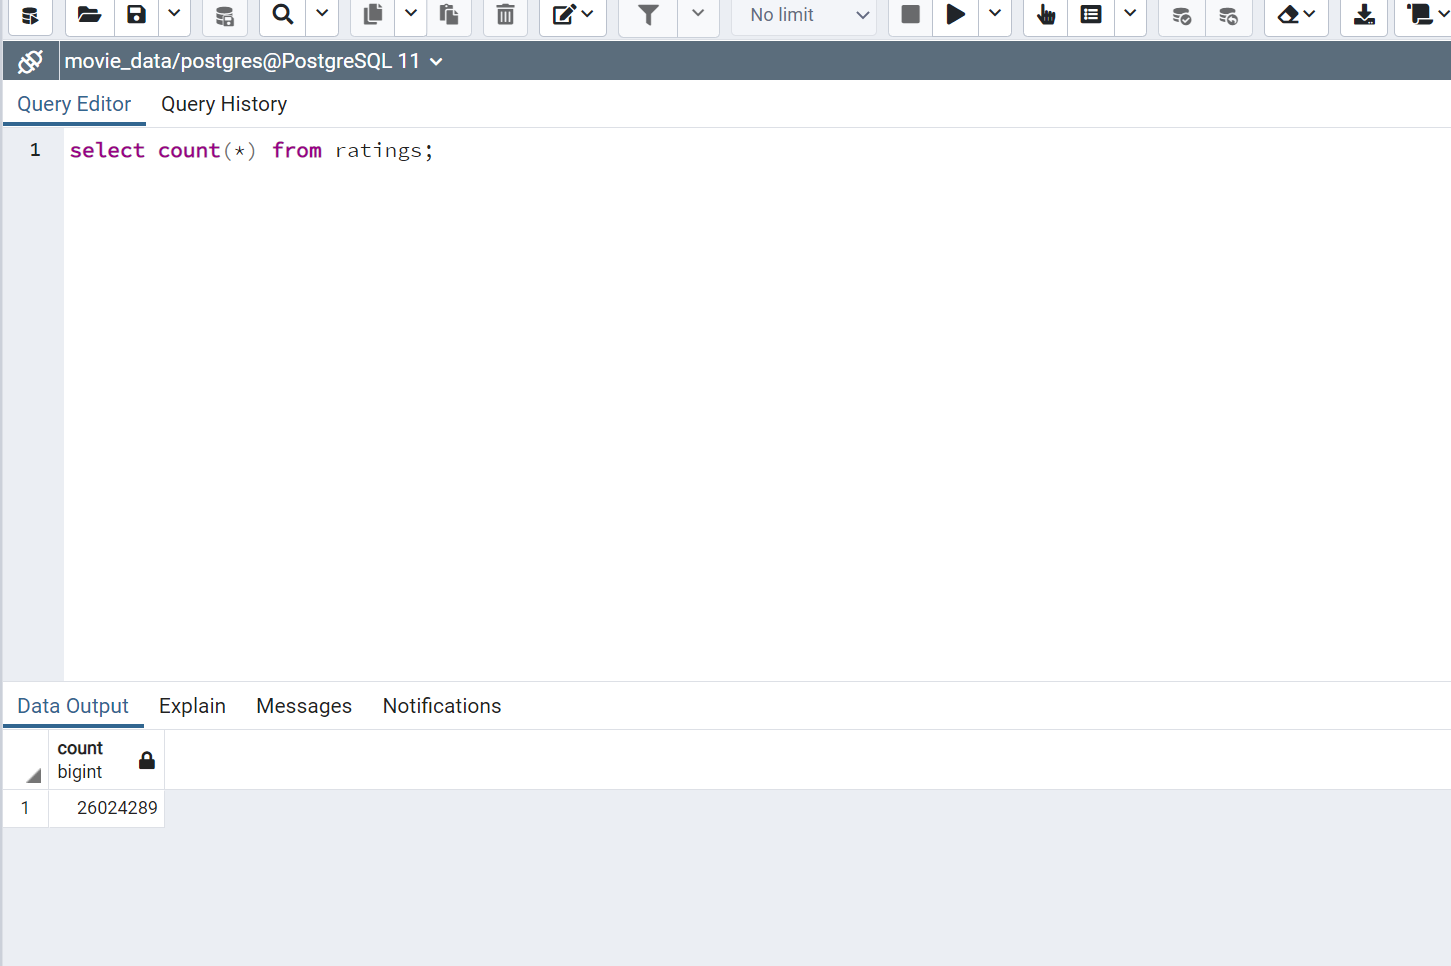 No limit
movie_data/postgres@PostgreSQL 11
Query Editor Query History
1 select count(*) from ratings;
Data Output Explain Messages Notifications
count
bigint
1 26024289